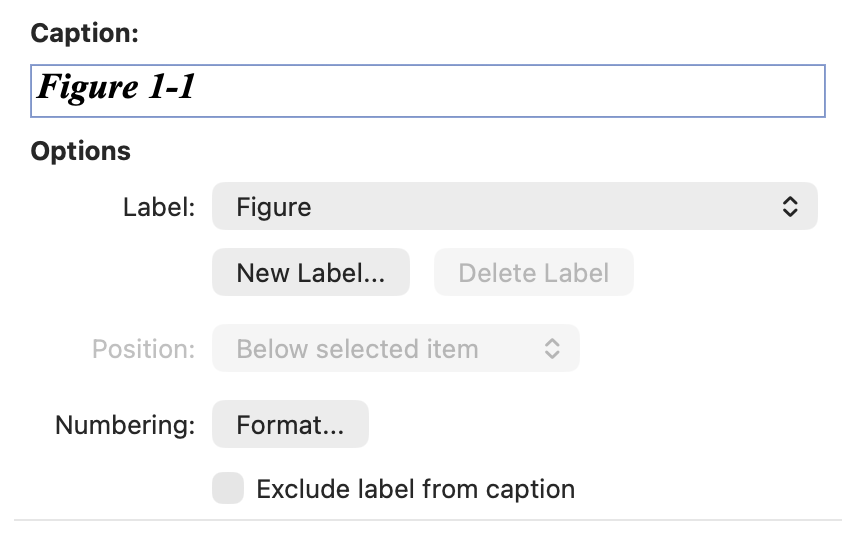 Caption:
Figure 1-1
Options
Label: Figure
New Label... Delete Label
Position: Below selected item
Numbering: Format...
Exclude label from caption